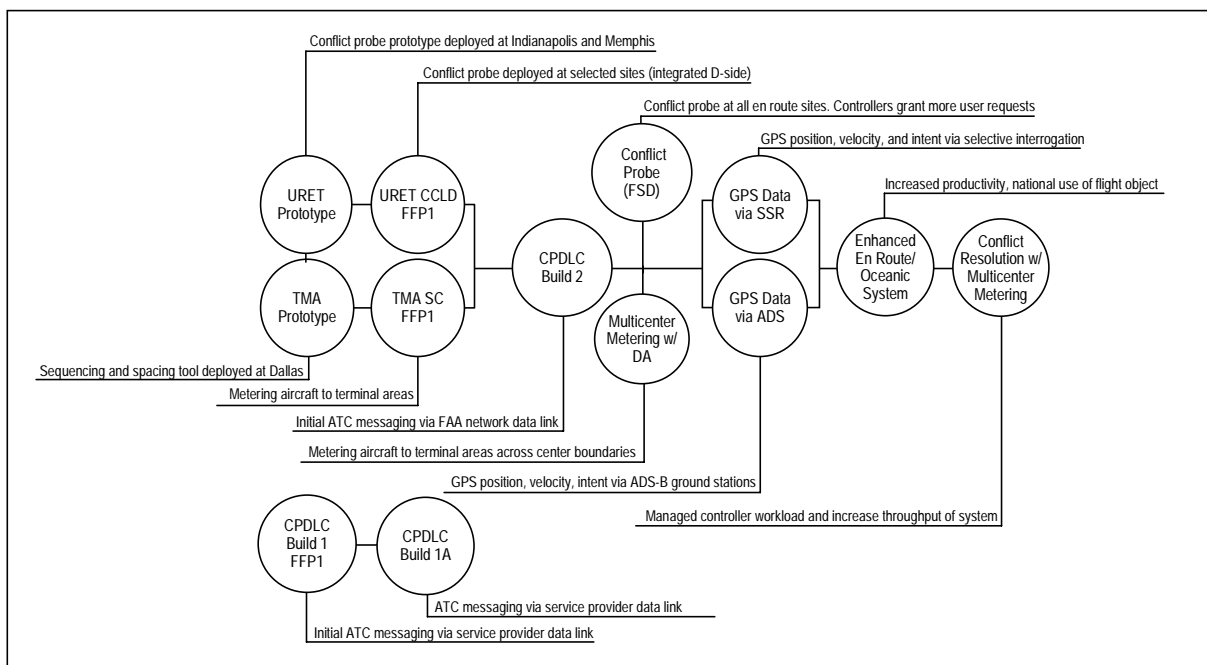 Conflict probe prototype deployed at Indianapolis and Memphis
Conflict probe deployed at selected sites (integrated D-side)
Conflict probe at all en route sites. Controllers grant more user requests
GPS position, velocity, and intent via selective interrogation
Increased productivity, national use of flight object
URET
Prototype
URET CCLD
FFP1
Conflict
Probe
(FSD)
GPS Data
via SSR
TMA
Prototype
TMA SC
FFP1
CPDLC
Build 2
Multicenter
Metering w/
DA
GPS Data
via ADS
Enhanced
En Route/
Oceanic
System
Conflict
Resolution w/
Multicenter
Metering
Sequencing and spacing tool deployed at Dallas
Metering aircraft to terminal areas
Initial ATC messaging via FAA network data link
Metering aircraft to terminal areas across center boundaries
GPS position, velocity, intent via ADS-B ground stations
Managed controller workload and increase throughput of system
CPDLC
Build 1
FFP1
CPDLC
Build 1A
ATC messaging via service provider data link
Initial ATC messaging via service provider data link